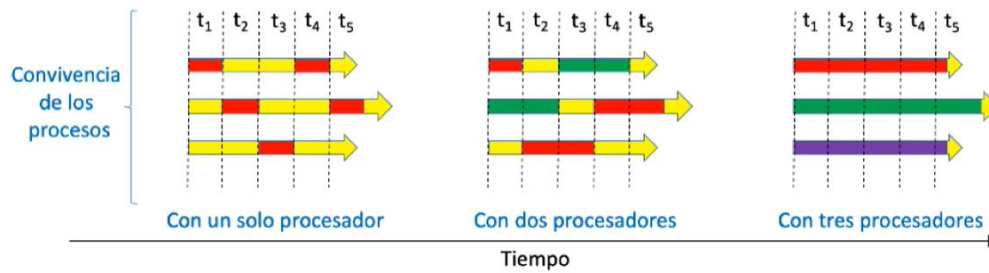 t₁ t₂ t₃ t₄ t₅
t₁ t₂ t₃ t₄ t₅
t₁ t₂ t₃ t₄ t₅
Convivencia
de los
procesos
Con un solo procesador
Con dos procesadores
Con tres procesadores
Tiempo